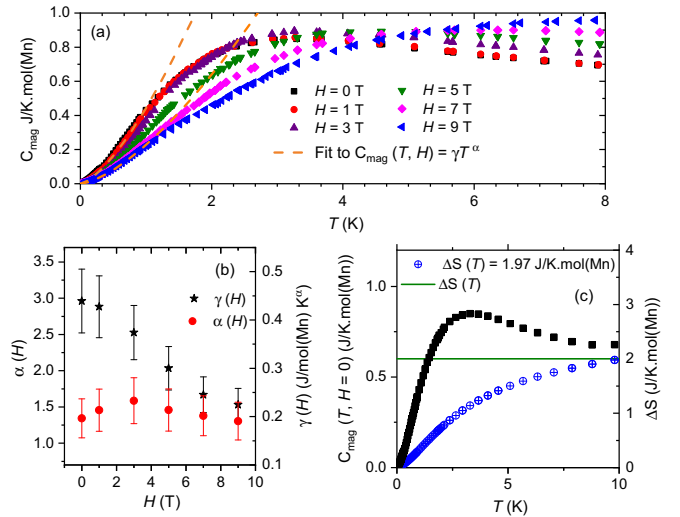 (a)
C_mag J/K.mol(Mn)
1.0
0.8
0.6
0.4
0.2
0.0
H = 0 T
H = 1 T
H = 3 T
H = 5 T
H = 7 T
H = 9 T
Fit to C_mag (T, H) = γT^α
0 2 4 6 8
T (K)
(b)
α (H)
3.5
3.0
2.5
2.0
1.5
1.0
γ (H)
α (H)
0.5
0.4
0.3
0.2
0.1
γ (H) (J/mol(Mn) K^α)
0 2 4 6 8 10
H (T)
(c)
C_mag (T, H = 0) (J/K.mol(Mn))
1.0
0.5
0.0
ΔS (T) = 1.97 J/K.mol(Mn)
ΔS (T)
4
3
2
1
0
ΔS (J/K.mol(Mn))
0 5 10
T (K)